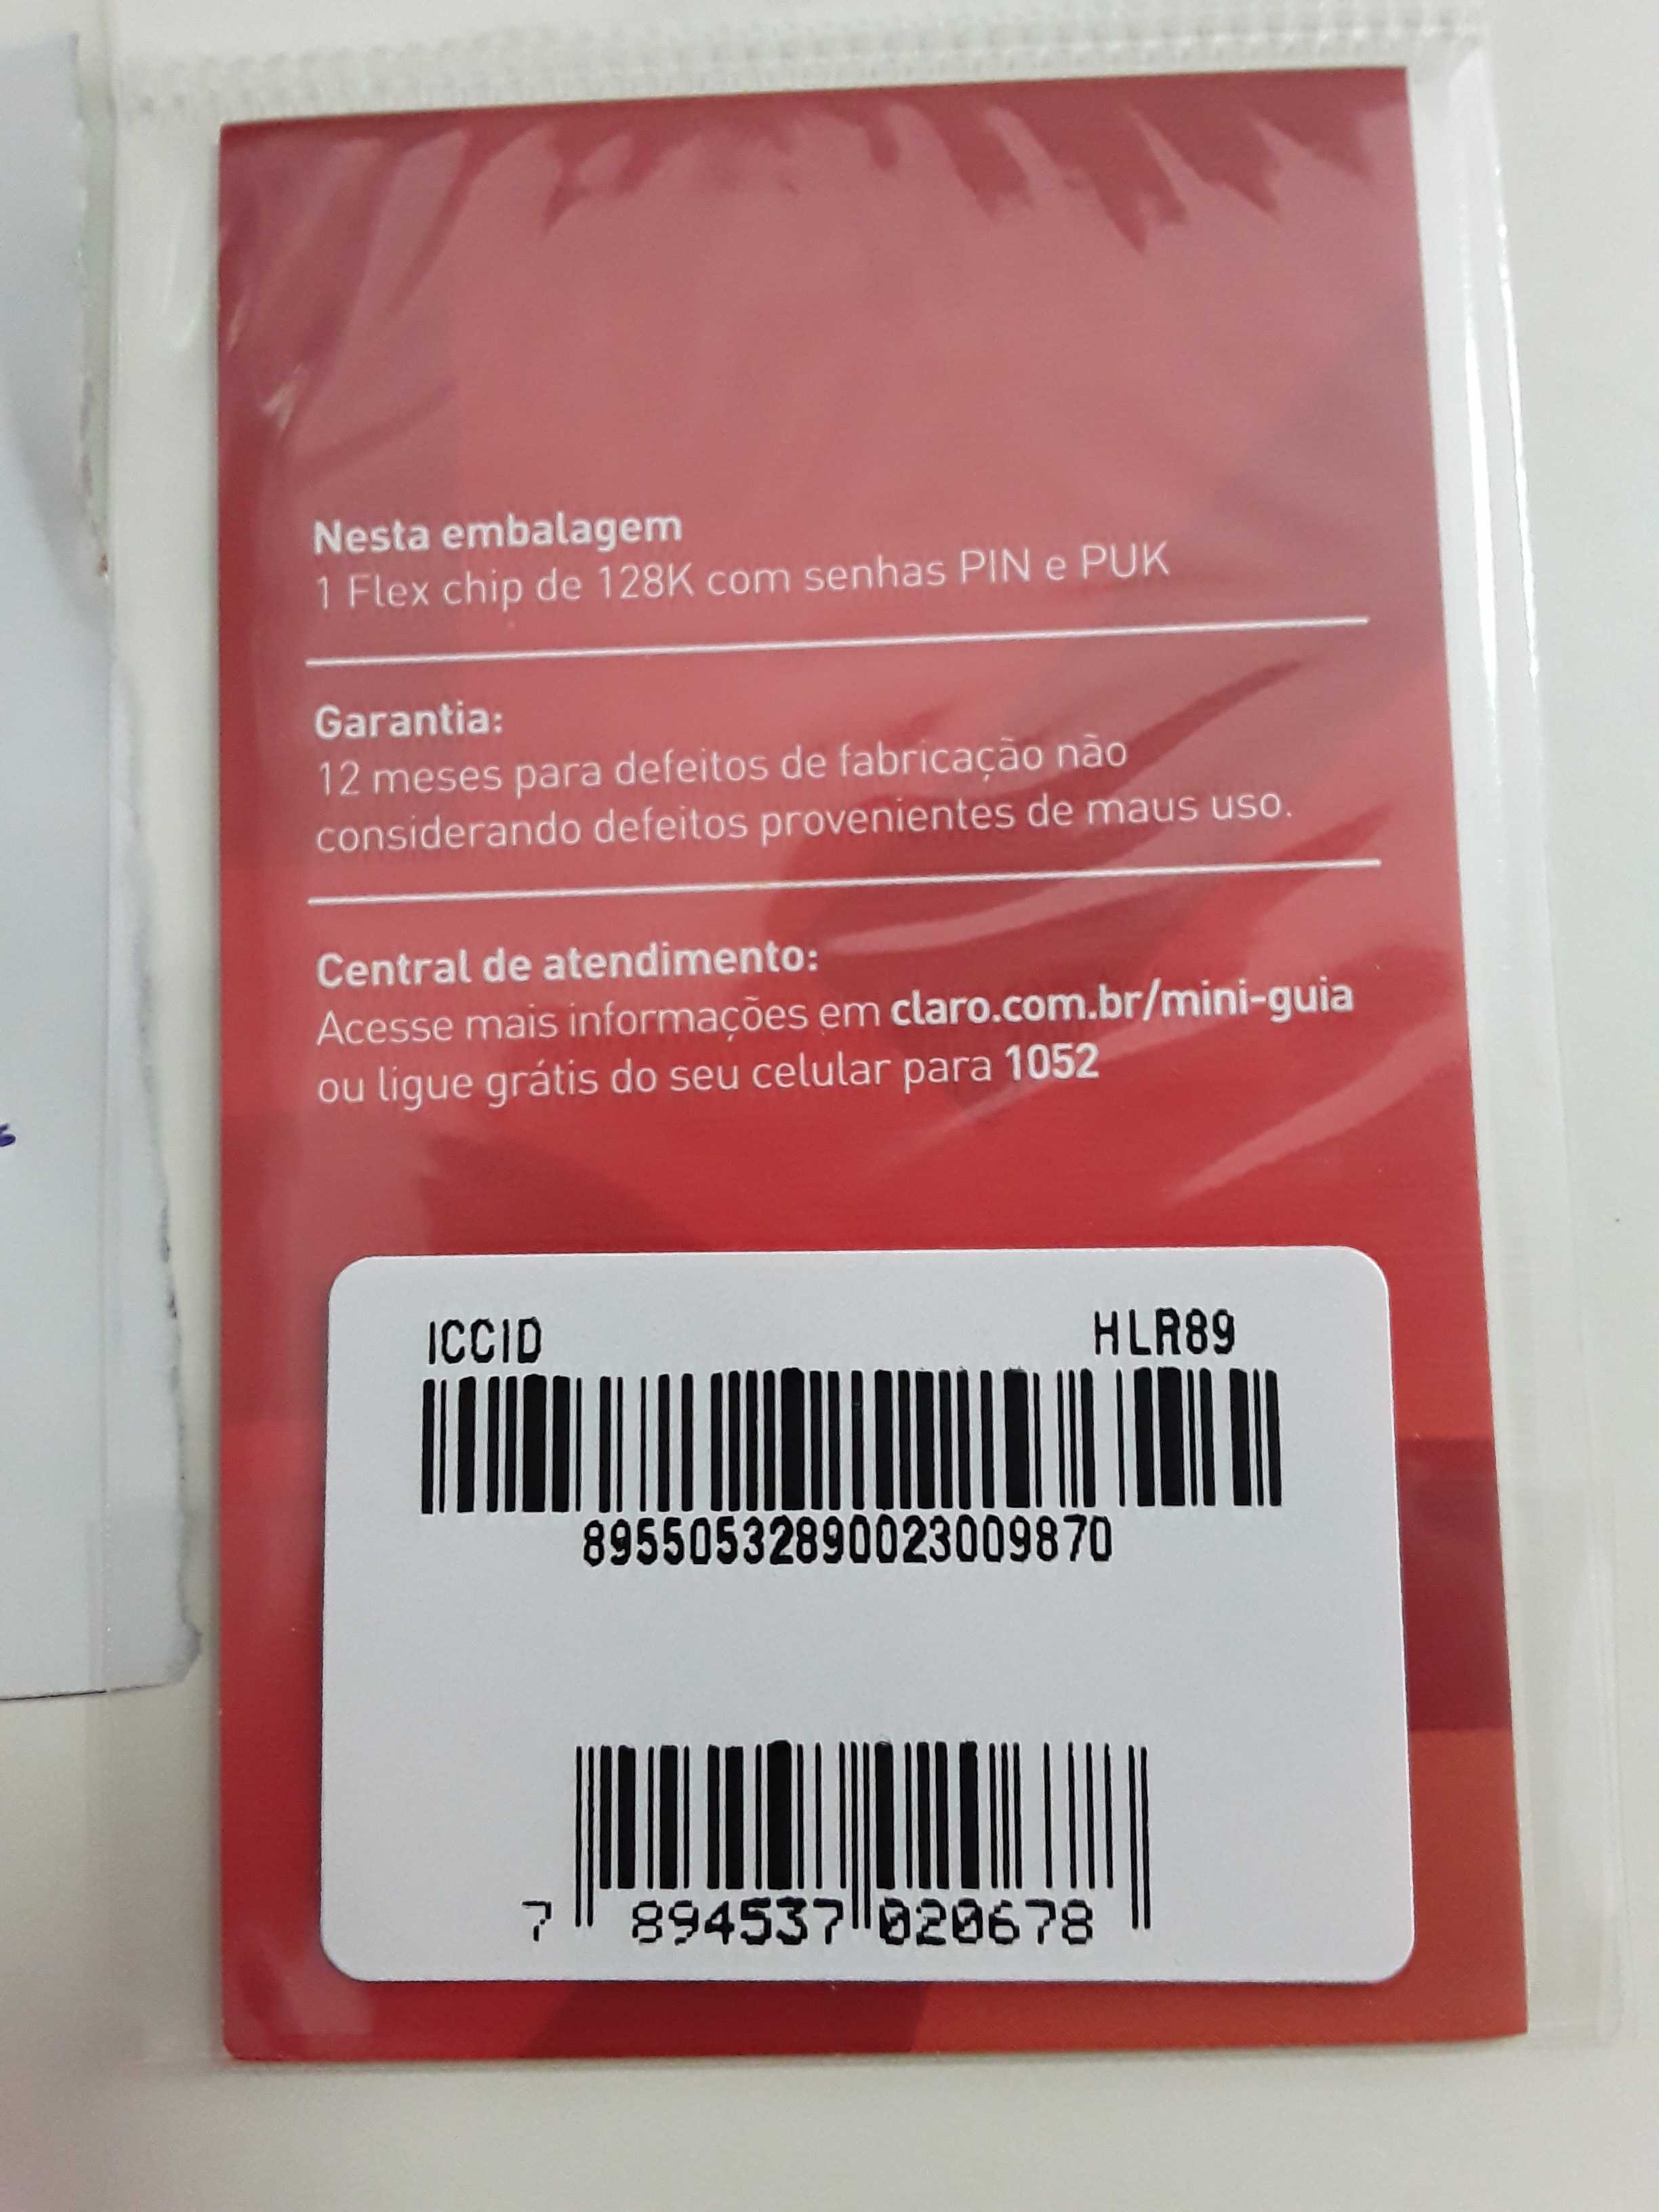 Nesta embalagem
1 Flex chip de 128K com senhas PIN e PUK
Garantia:
12 meses para defeitos de fabricação não
considerando defeitos provenientes de maus uso.
Central de atendimento:
Acesse mais informações em claro.com.br/mini-guia
ou ligue grátis do seu celular para 1052
ICCID HLR89
89550532890023009870
7 894537 020678